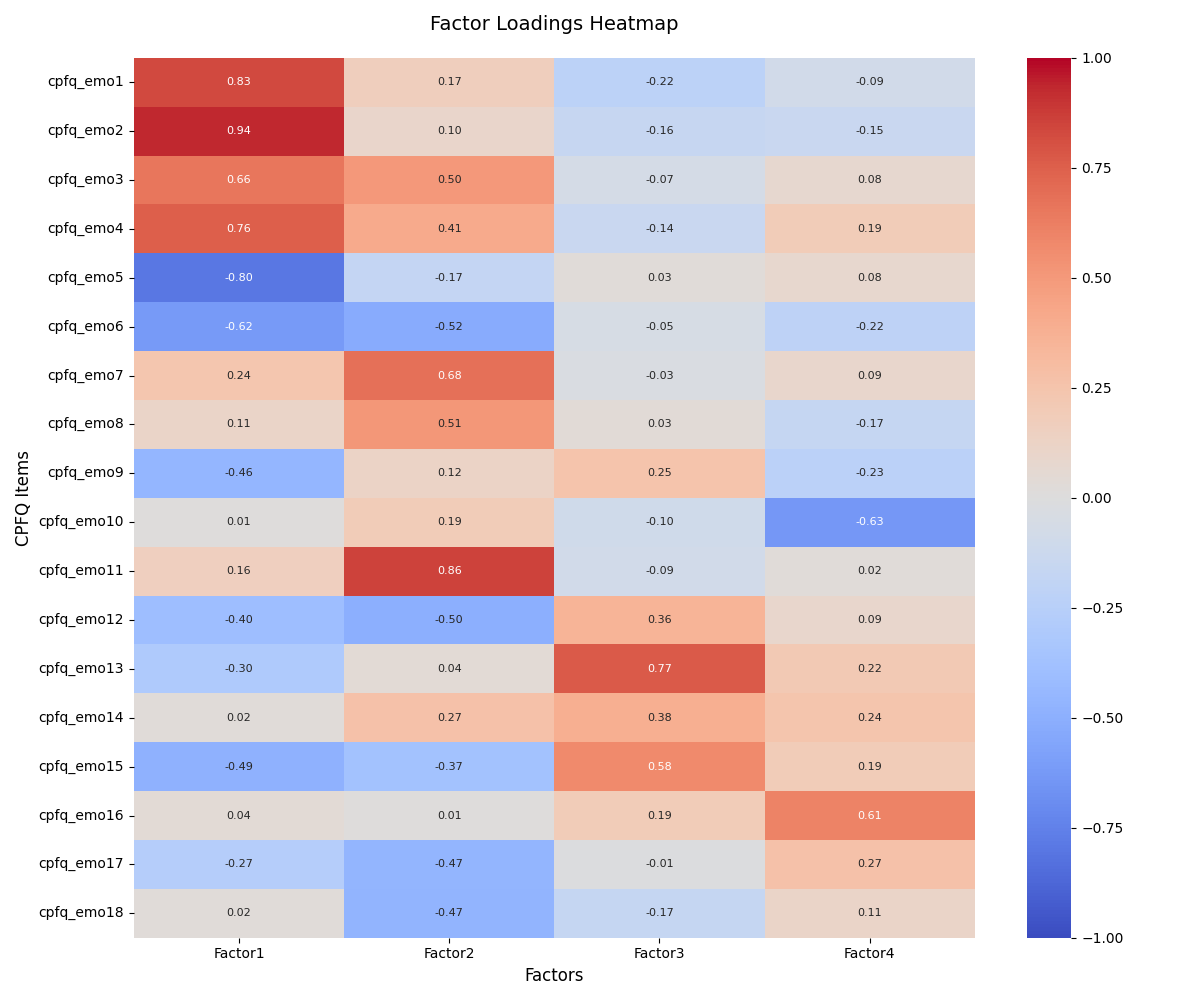 Factor Loadings Heatmap
cpfq_emo1 0.83 0.17 -0.22 -0.09
cpfq_emo2 0.94 0.10 -0.16 -0.15
cpfq_emo3 0.66 0.50 -0.07 0.08
cpfq_emo4 0.76 0.41 -0.14 0.19
cpfq_emo5 -0.80 -0.17 0.03 0.08
cpfq_emo6 -0.62 -0.52 -0.05 -0.22
cpfq_emo7 0.24 0.68 -0.03 0.09
cpfq_emo8 0.11 0.51 0.03 -0.17
cpfq_emo9 -0.46 0.12 0.25 -0.23
cpfq_emo10 0.01 0.19 -0.10 -0.63
cpfq_emo11 0.16 0.86 -0.09 0.02
cpfq_emo12 -0.40 -0.50 0.36 0.09
cpfq_emo13 -0.30 0.04 0.77 0.22
cpfq_emo14 0.02 0.27 0.38 0.24
cpfq_emo15 -0.49 -0.37 0.58 0.19
cpfq_emo16 0.04 0.01 0.19 0.61
cpfq_emo17 -0.27 -0.47 -0.01 0.27
cpfq_emo18 0.02 -0.47 -0.17 0.11
Factor1 Factor2 Factor3 Factor4
Factors
CPFQ Items
1.00
0.75
0.50
0.25
0.00
−0.25
−0.50
−0.75
−1.00